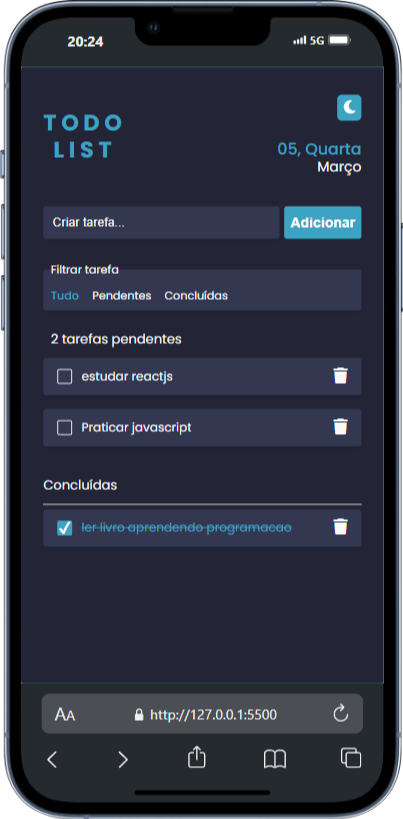 20:24
5G
TODO
LIST
05, Quarta
Março
Criar tarefa...
Adicionar
Filtrar tarefa
Tudo Pendentes Concluídas
2 tarefas pendentes
estudar reactjs
Praticar javascript
Concluídas
ler livro aprendendo programacao
AA
http://127.0.0.1:5500